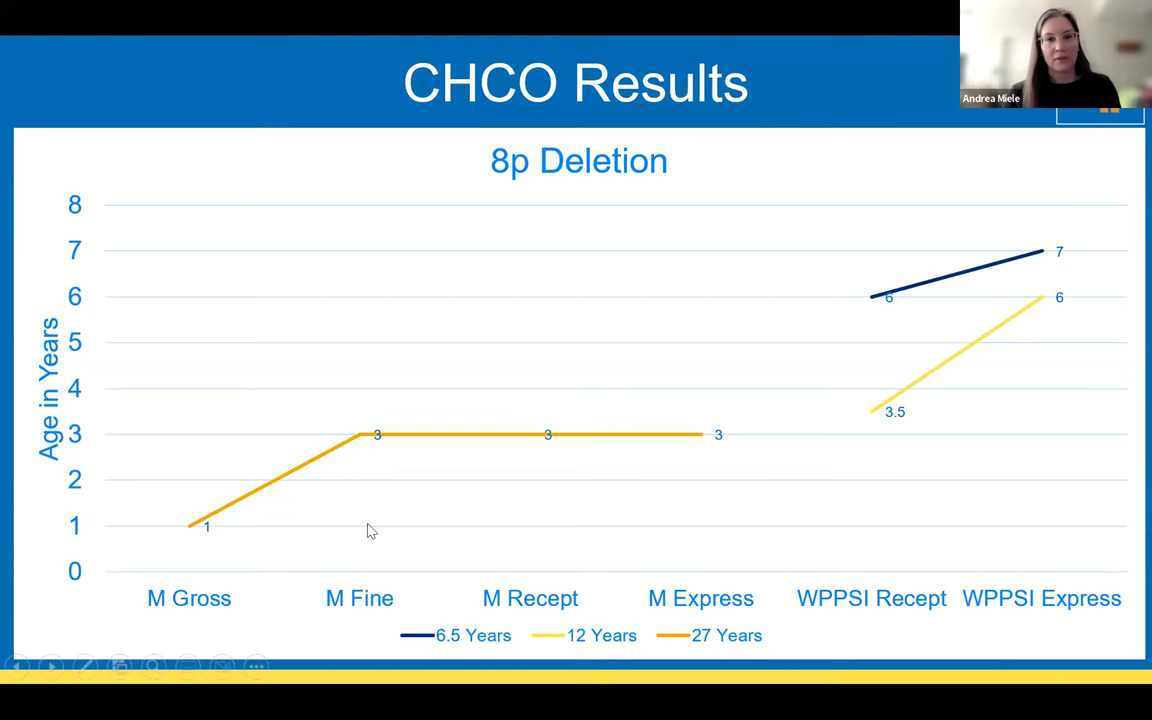 CHCO Results
Andrea Miele
8p Deletion
Age in Years
8
7
6
5
4
3
2
1
0
7
6
6
3.5
3
3
3
1
M Gross
M Fine
M Recept
M Express
WPPSI Recept
WPPSI Express
6.5 Years
12 Years
27 Years